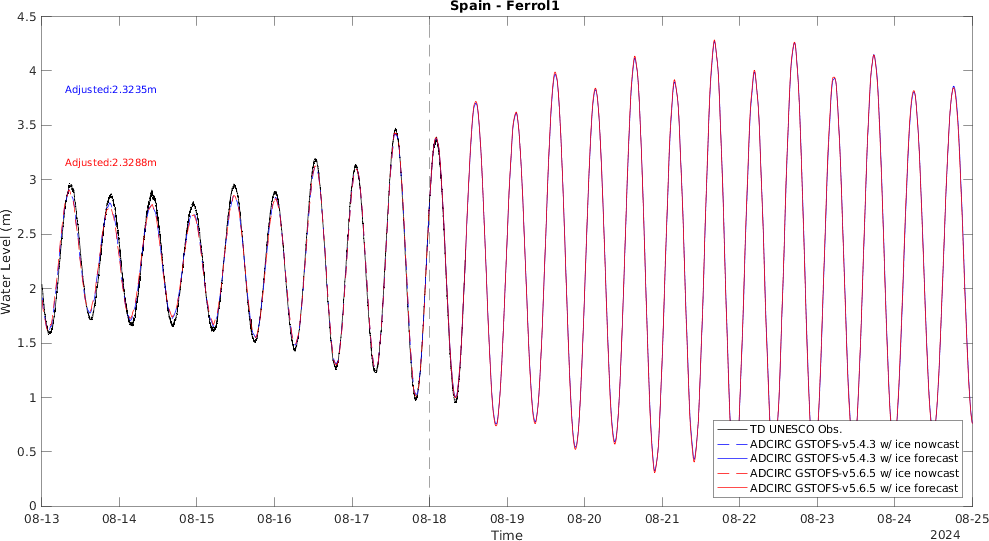 Spain - Ferrol1
4.5
4
3.5
3
2.5
2
1.5
1
0.5
0
Water Level (m)
Adjusted:2.3235m
Adjusted:2.3288m
TD UNESCO Obs.
ADCIRC GSTOFS-v5.4.3 w/ ice nowcast
ADCIRC GSTOFS-v5.4.3 w/ ice forecast
ADCIRC GSTOFS-v5.6.5 w/ ice nowcast
ADCIRC GSTOFS-v5.6.5 w/ ice forecast
08-13 08-14 08-15 08-16 08-17 08-18 08-19 08-20 08-21 08-22 08-23 08-24 08-25
Time
2024